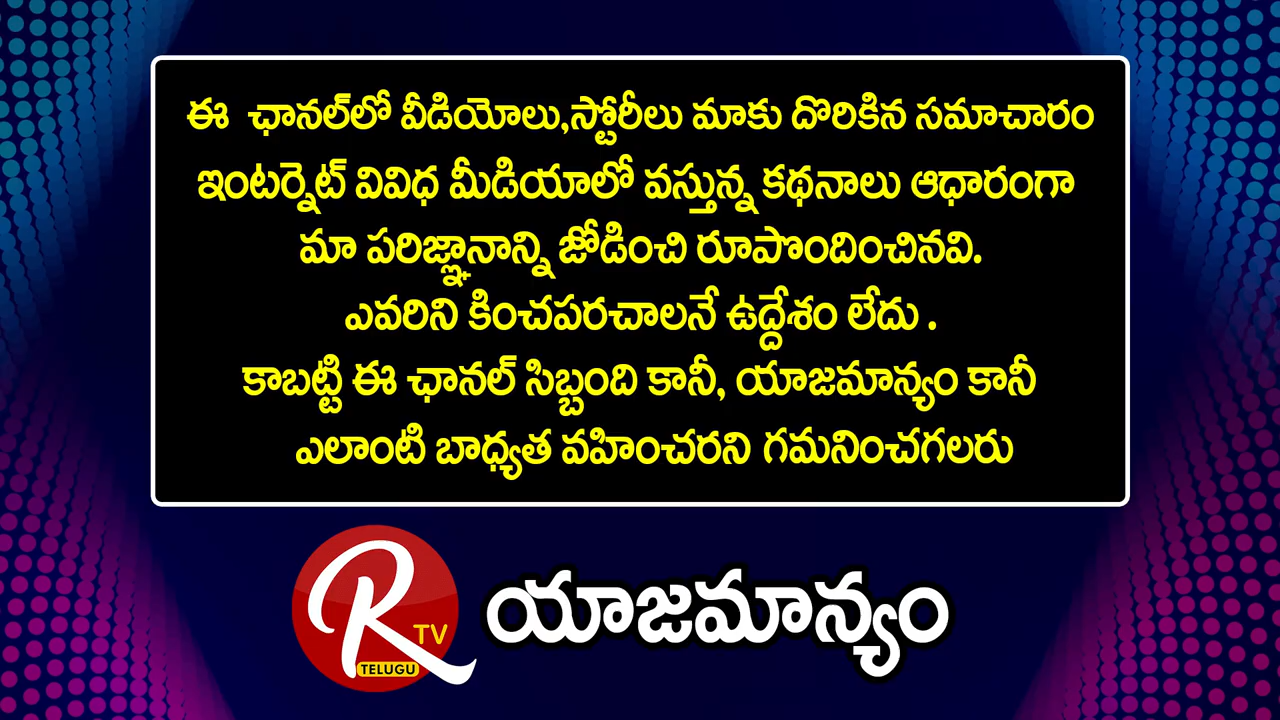 ఈ ఛానల్‌లో వీడియోలు,స్టోరీలు మాకు దొరికిన సమాచారం
ఇంటర్నెట్ వివిధ మీడియాలో వస్తున్న కథనాలు ఆధారంగా
మా పరిజ్ఞానాన్ని జోడించి రూపొందించినవి.
ఎవరిని కించపరచాలనే ఉద్దేశం లేదు .
కాబట్టి ఈ ఛానల్ సిబ్బంది కానీ, యాజమాన్యం కానీ
ఎలాంటి బాధ్యత వహించరని గమనించగలరు
R TV
TELUGU
యాజమాన్యం